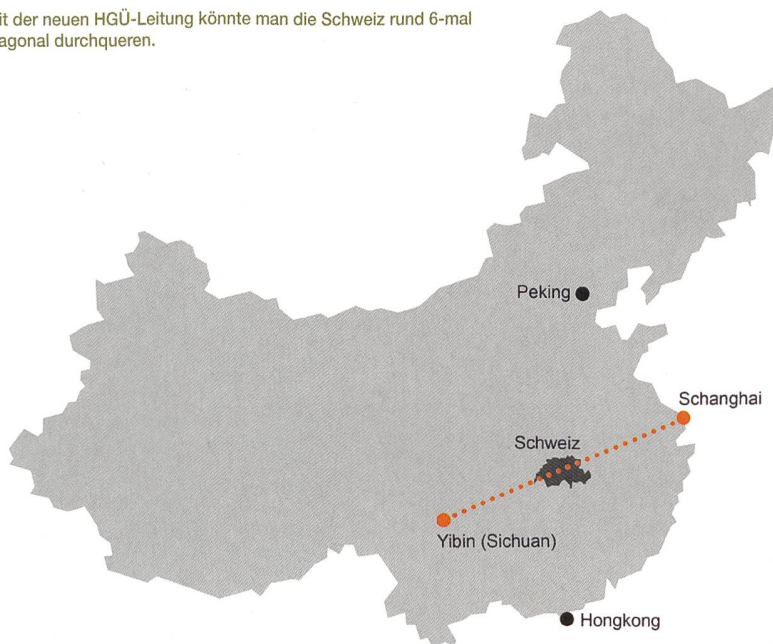 it der neuen HGÜ-Leitung könnte man die Schweiz rund 6-mal
agonal durchqueren.
Peking
Schanghai
Schweiz
Yibin (Sichuan)
Hongkong